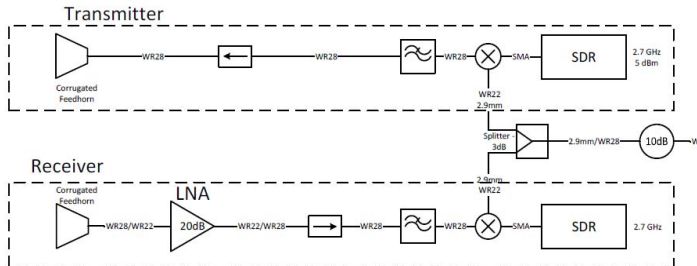 Transmitter
WR28
WR28
WR28
SMA
SDR
2.7 GHz
5 dBm
Corrugated
Feedhorn
WR22
2.9mm
Splitter -
3dB
2.9mm/WR28
10dB
Receiver
2.9mm
WR22
Corrugated
Feedhorn
LNA
WR28/WR22
20dB
WR22/WR28
WR28
WR28
SMA
SDR
2.7 GHz